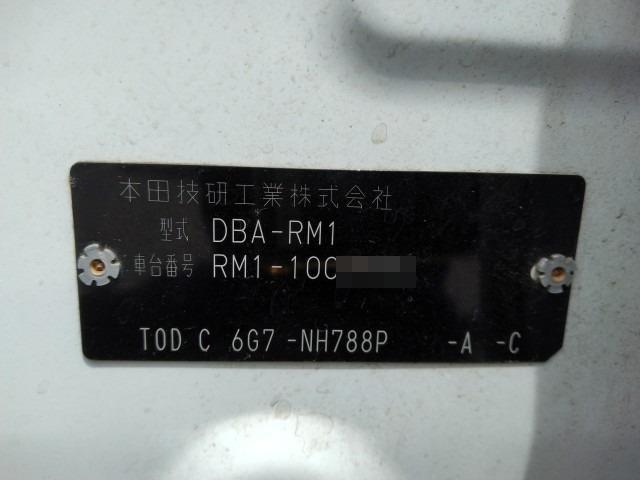 本田技研工業株式会社
型式 DBA-RM1
車台番号 RM1-100
TOD C 6G7 -NH788P -A -C